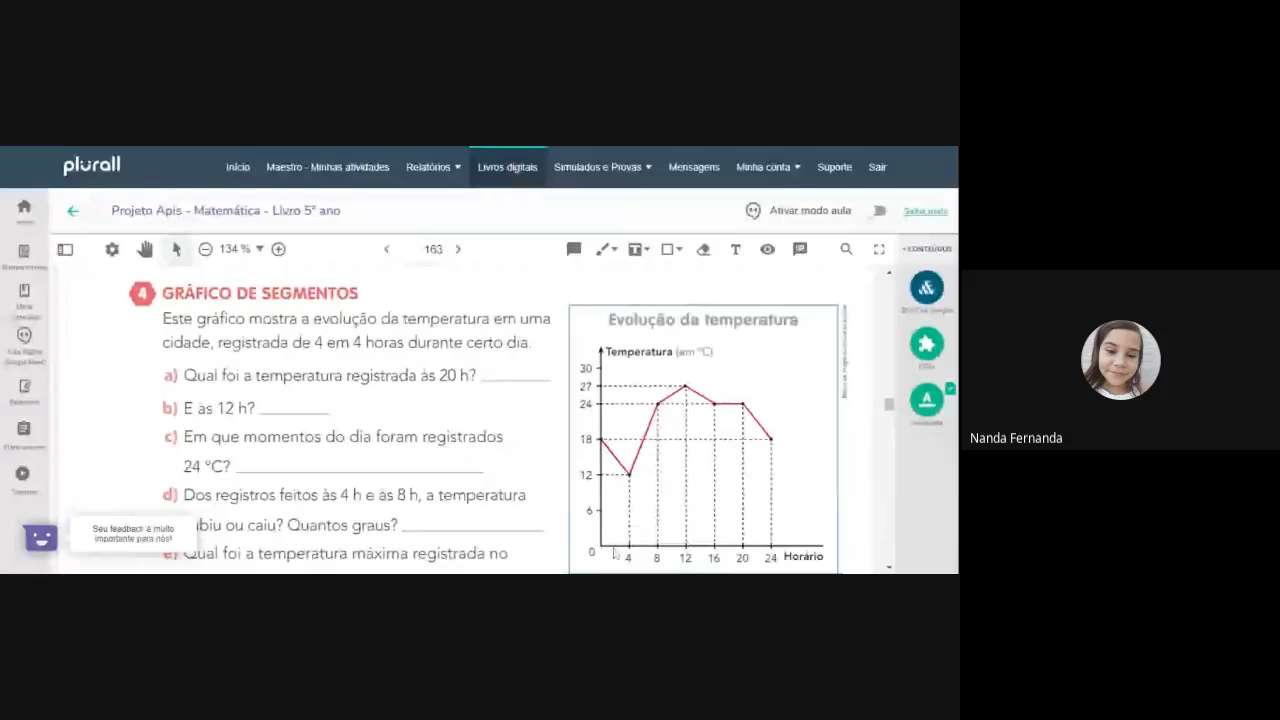 plurall
Início Maestro - Minhas atividades Relatórios Livros digitais Simulados e Provas Mensagens Minha conta Suporte Sair
Projeto Apis - Matemática - Livro 5º ano
Ativar modo aula
134 %
163
+ CONTEÚDOS
4 GRÁFICO DE SEGMENTOS
Este gráfico mostra a evolução da temperatura em uma
cidade, registrada de 4 em 4 horas durante certo dia.
a) Qual foi a temperatura registrada às 20 h?
b) E às 12 h?
c) Em que momentos do dia foram registrados
24 °C?
d) Dos registros feitos às 4 h e às 8 h, a temperatura
ubiu ou caiu? Quantos graus?
e) Qual foi a temperatura máxima registrada no
Evolução da temperatura
Temperatura (em °C)
30
27
24
18
12
6
0 4 8 12 16 20 24 Horário
Seu feedback é muito
importante para nós!
Nanda Fernanda